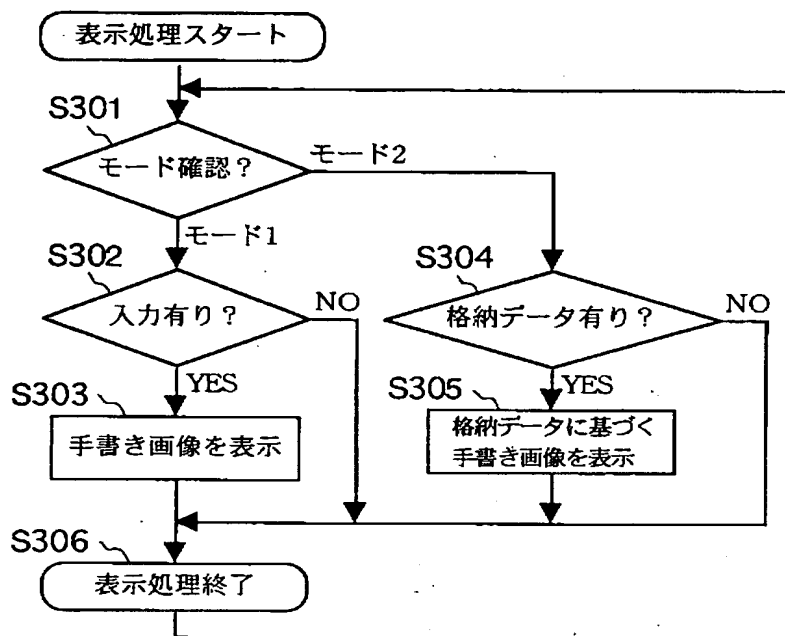 表示処理スタート
S301
モード確認?
モード2
モード1
S302
入力有り?
NO
YES
S303
手書き画像を表示
S304
格納データ有り?
NO
YES
S305
格納データに基づく
手書き画像を表示
S306
表示処理終了